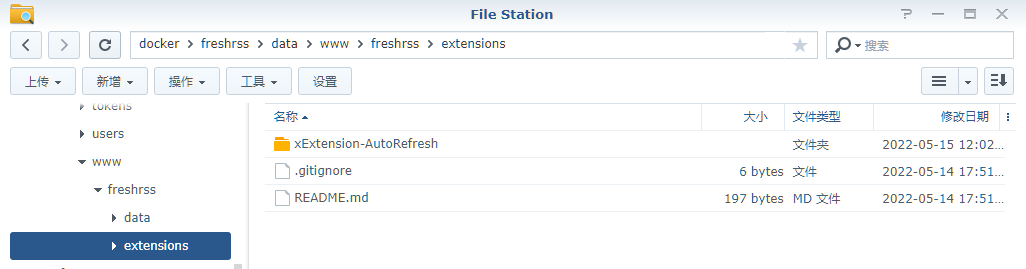 File Station
docker freshrss data www freshrss extensions
搜索
上传 新增 操作 工具 设置
tokens
users
www
freshrss
data
extensions
名称 大小 文件类型 修改日期
xExtension-AutoRefresh 文件夹 2022-05-15 12:02...
.gitignore 6 bytes 文件 2022-05-14 17:51...
README.md 197 bytes MD 文件 2022-05-14 17:51...